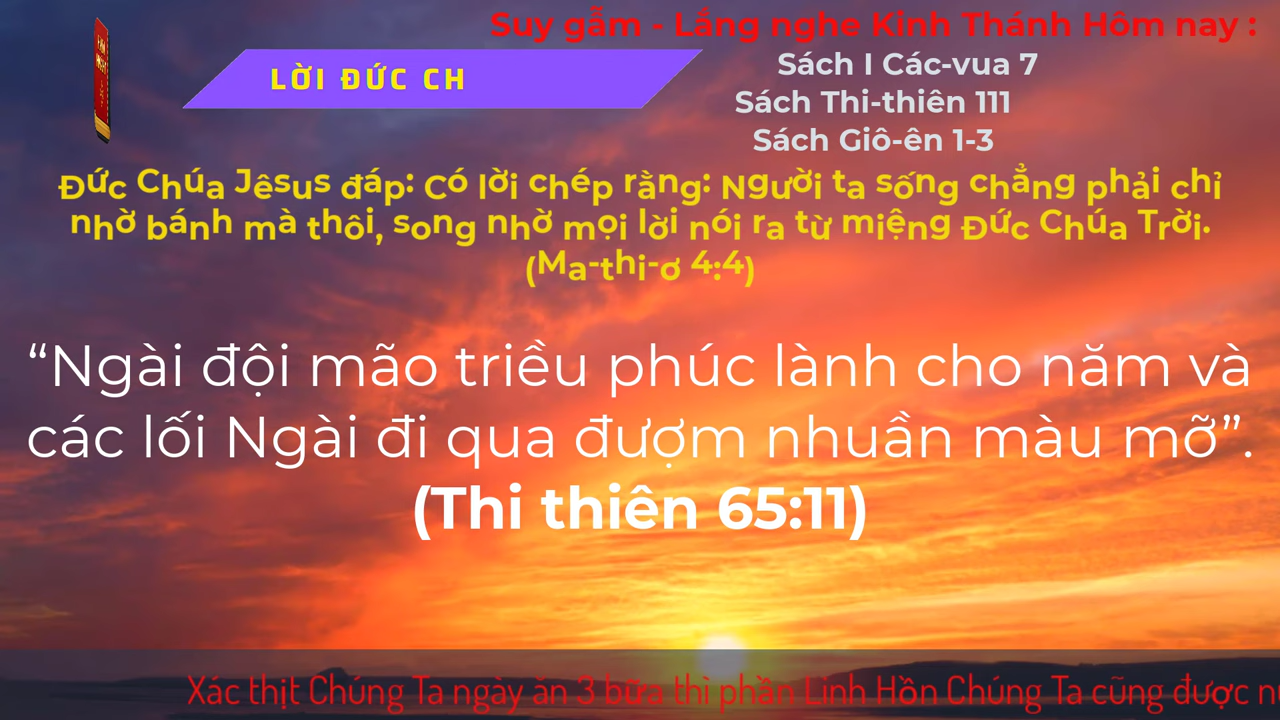 Suy gẫm - Lắng nghe Kinh Thánh Hôm nay :
LỜI ĐỨC CH
Sách I Các-vua 7
Sách Thi-thiên 111
Sách Giô-ên 1-3
Đức Chúa Jêsus đáp: Có lời chép rằng: Người ta sống chẳng phải chỉ
nhờ bánh mà thôi, song nhờ mọi lời nói ra từ miệng Đức Chúa Trời.
(Ma-thi-ơ 4:4)
“Ngài đội mão triều phúc lành cho năm và
các lối Ngài đi qua đượm nhuần màu mỡ”.
(Thi thiên 65:11)
Xác thịt Chúng Ta ngày ăn 3 bữa thì phần Linh Hồn Chúng Ta cũng được